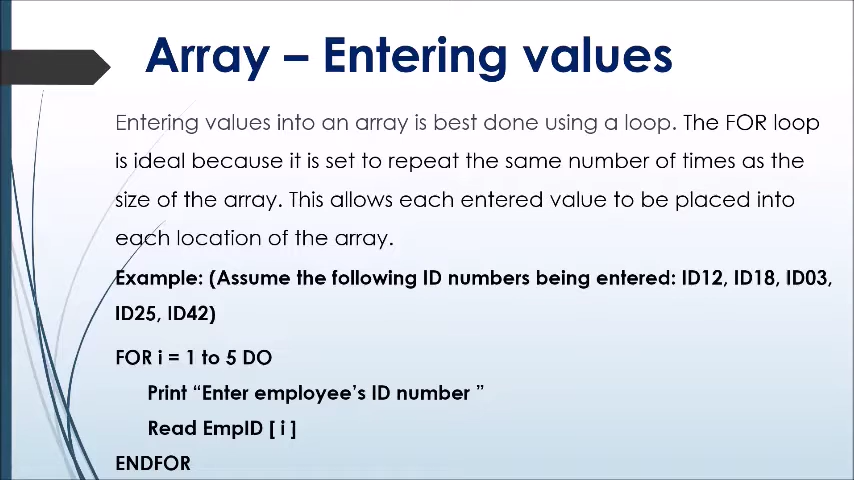 Array – Entering values
Entering values into an array is best done using a loop. The FOR loop
is ideal because it is set to repeat the same number of times as the
size of the array. This allows each entered value to be placed into
each location of the array.
Example: (Assume the following ID numbers being entered: ID12, ID18, ID03,
ID25, ID42)
FOR i = 1 to 5 DO
Print “Enter employee’s ID number ”
Read EmpID [ i ]
ENDFOR